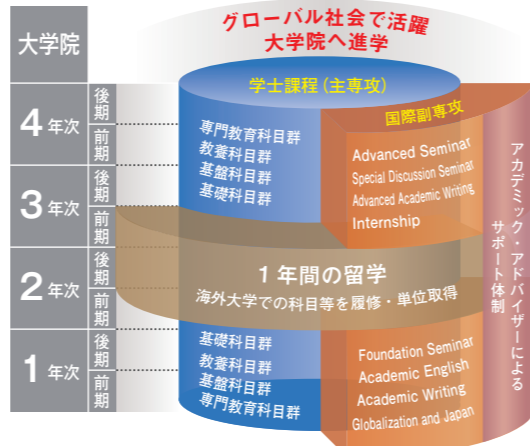 グローバル社会で活躍
大学院へ進学
大学院
学士課程(主専攻)
国際副専攻
4年次
後期
前期
専門教育科目群
教養科目群
基盤科目群
基礎科目群
Advanced Seminar
Special Discussion Seminar
Advanced Academic Writing
Internship
3年次
後期
前期
1年間の留学
海外大学での科目等を履修・単位取得
2年次
後期
前期
1年次
後期
前期
基礎科目群
教養科目群
基盤科目群
専門教育科目群
Foundation Seminar
Academic English
Academic Writing
Globalization and Japan
アカデミック・アドバイザーによる
サポート体制